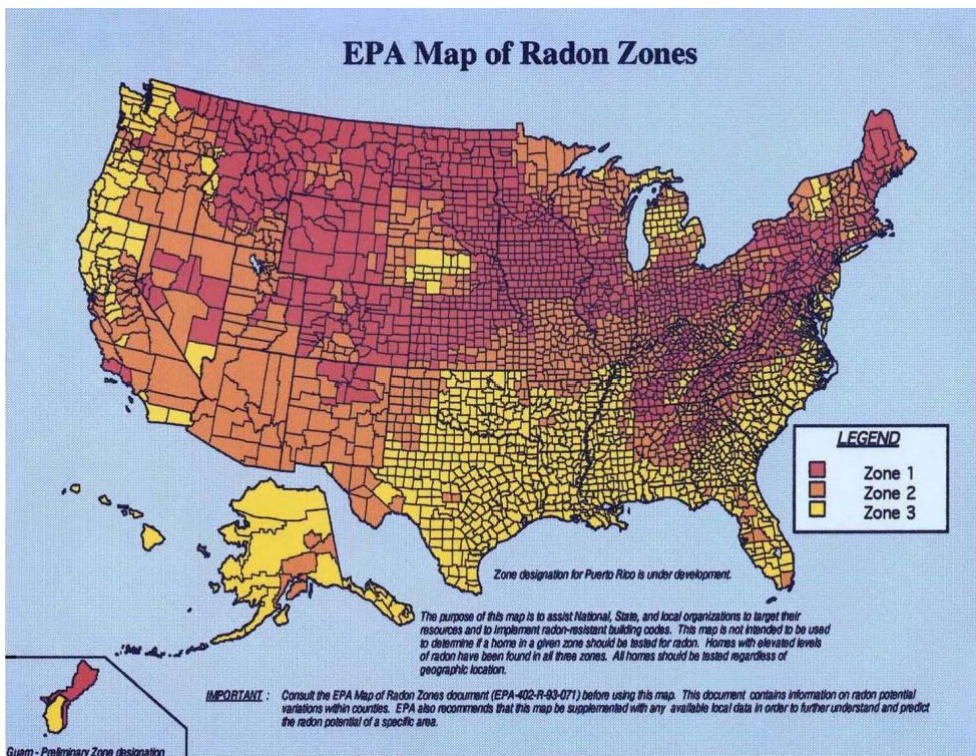 EPA Map of Radon Zones
LEGEND
Zone 1
Zone 2
Zone 3
Zone designation for Puerto Rico is under development.
The purpose of this map is to assist National, State, and local organizations to target their
resources and to implement radon-resistant building codes. This map is not intended to be used
to determine if a home in a given zone should be tested for radon. Homes with elevated levels
of radon have been found in all three zones. All homes should be tested regardless of
geographic location.
IMPORTANT : Consult the EPA Map of Radon Zones document (EPA-402-R-93-071) before using this map. This document contains information on radon potential
variations within counties. EPA also recommends that this map be supplemented with any available local data in order to further understand and predict
the radon potential of a specific area.
Guam - Preliminary Zone designation